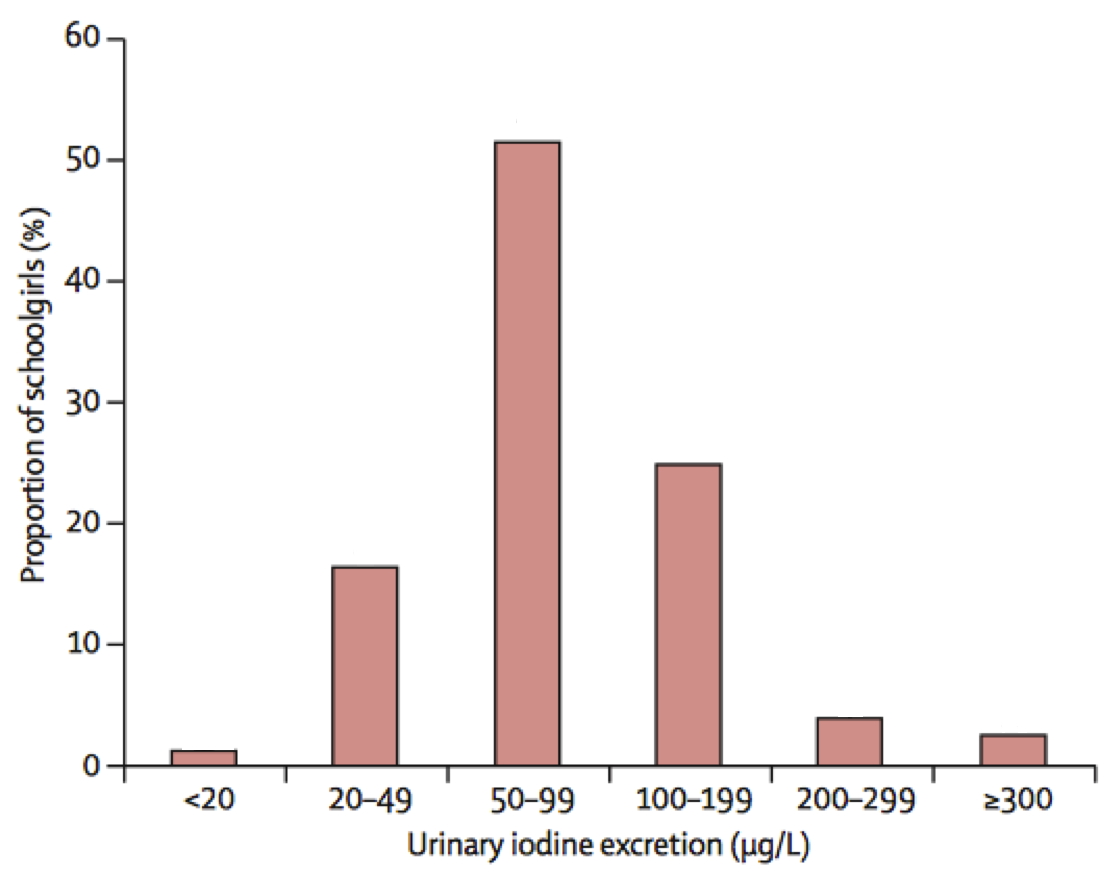 60
50
40
30
20
10
0
Proportion of schoolgirls (%)
<20 20–49 50–99 100–199 200–299 ≥300
Urinary iodine excretion (µg/L)